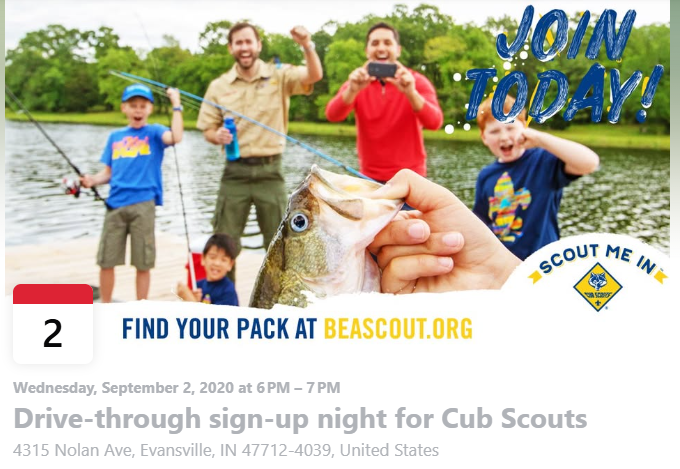 JOIN
TODAY!
SCOUT ME IN
CUB SCOUTS
2
FIND YOUR PACK AT BEASCOUT.ORG
Wednesday, September 2, 2020 at 6 PM – 7 PM
Drive-through sign-up night for Cub Scouts
4315 Nolan Ave, Evansville, IN 47712-4039, United States